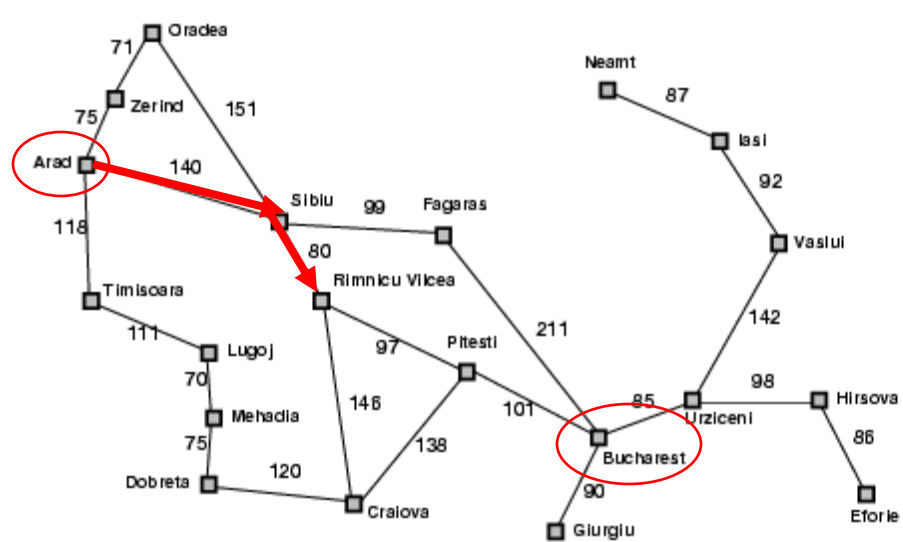 Oradea
71
Neamt
87
Zerind
151
75
Iasi
Arad
140
92
Sibiu
99
Fagaras
118
80
Vaslui
Rimnicu Vilcea
Timisoara
142
111
211
Lugoj
97
Pitesti
70
98
146
101
85
Hirsova
Mehadia
Urziceni
75
138
86
Bucharest
120
Dobreta
90
Craiova
Eforie
Giurgiu